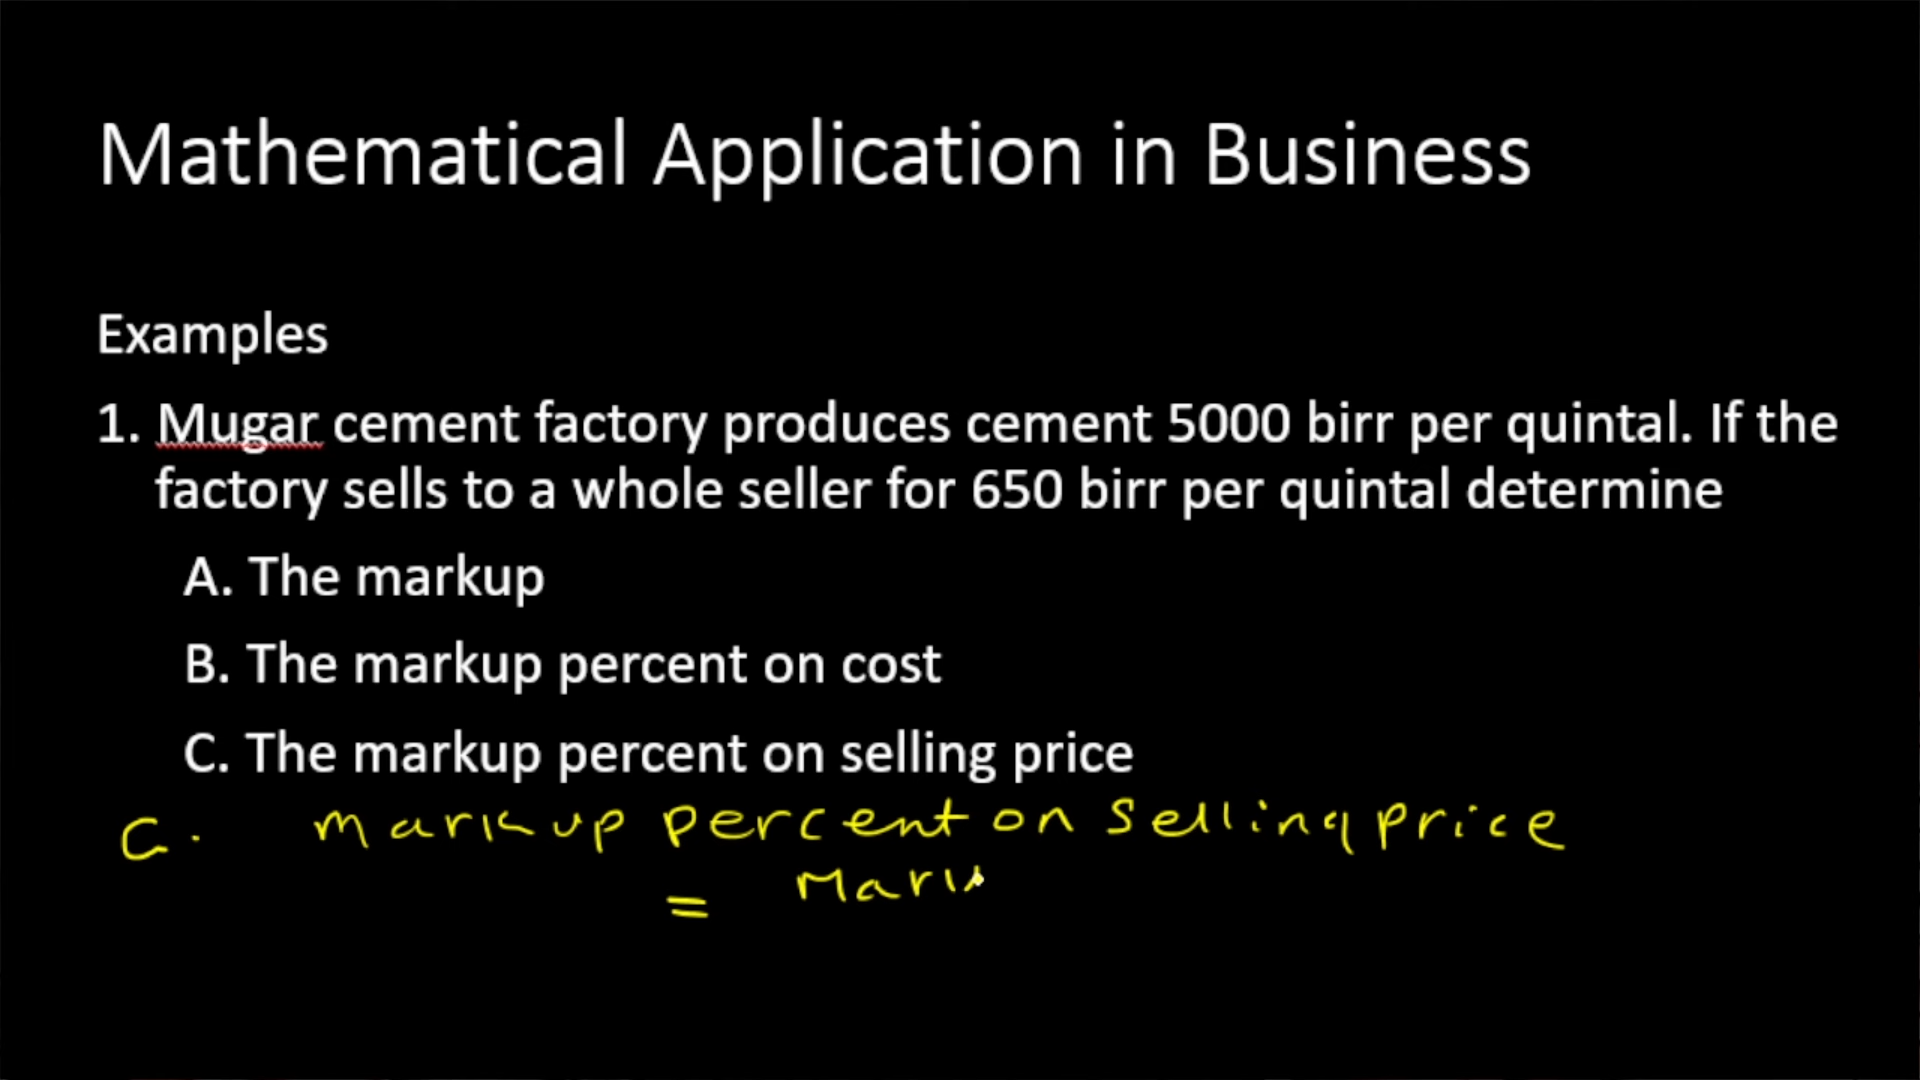 Mathematical Application in Business
Examples
1. Mugar cement factory produces cement 5000 birr per quintal. If the
factory sells to a whole seller for 650 birr per quintal determine
A. The markup
B. The markup percent on cost
C. The markup percent on selling price
C. markup percent on selling price
= Mark